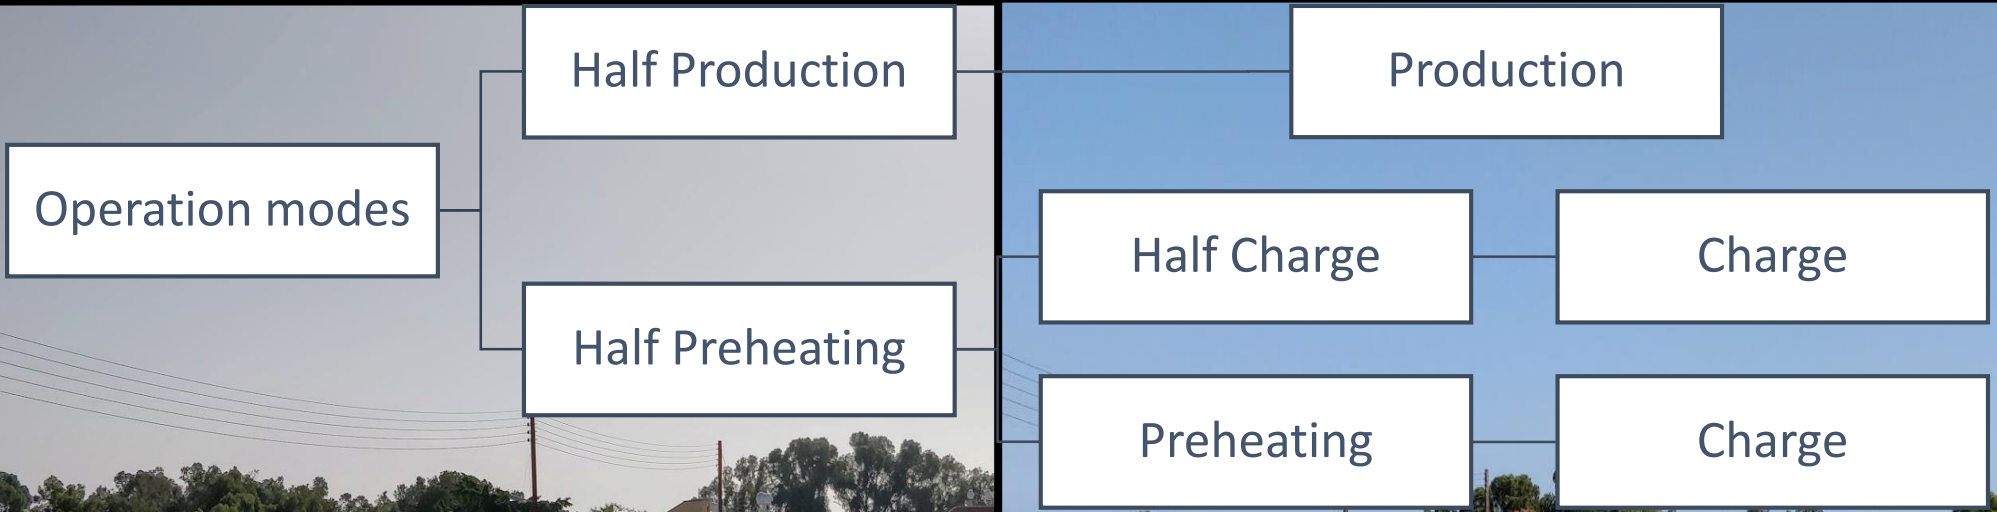 Half Production
Production
Operation modes
Half Charge
Charge
Half Preheating
Preheating
Charge